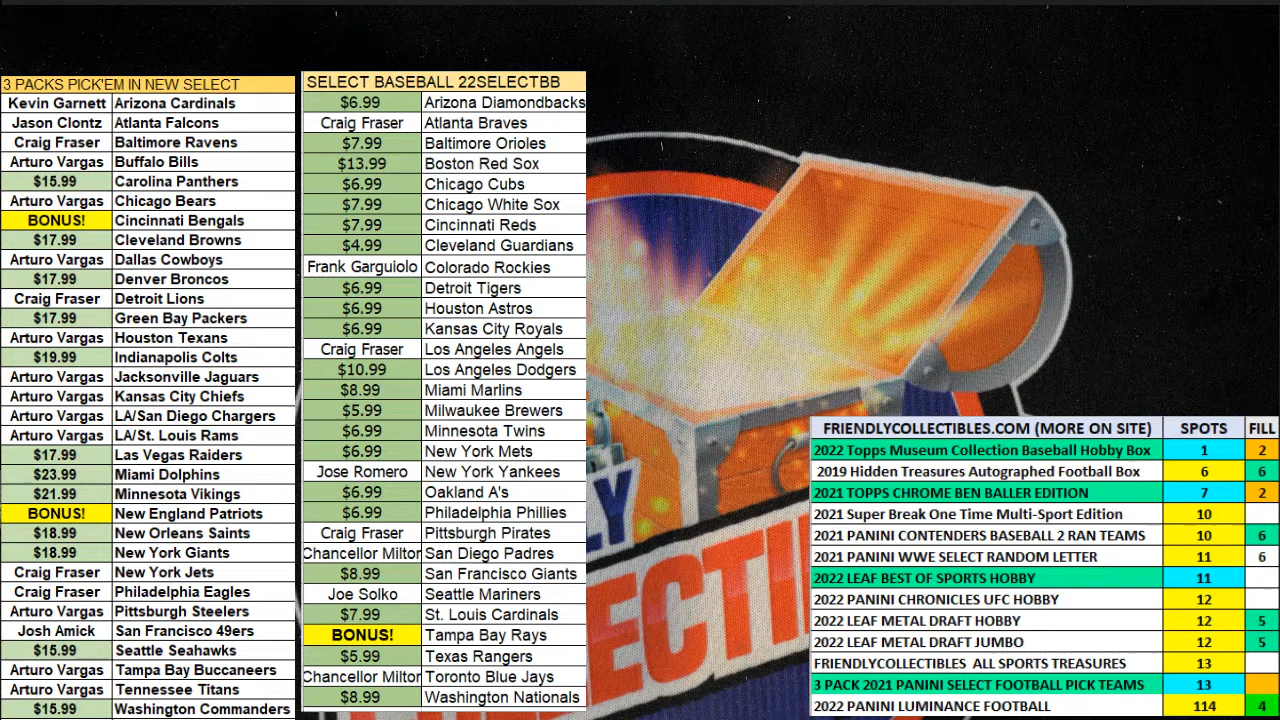 3 PACKS PICK'EM IN NEW SELECT
Kevin Garnett Arizona Cardinals
Jason Clontz Atlanta Falcons
Craig Fraser Baltimore Ravens
Arturo Vargas Buffalo Bills
$15.99 Carolina Panthers
Arturo Vargas Chicago Bears
BONUS! Cincinnati Bengals
$17.99 Cleveland Browns
Arturo Vargas Dallas Cowboys
$17.99 Denver Broncos
Craig Fraser Detroit Lions
$17.99 Green Bay Packers
Arturo Vargas Houston Texans
$19.99 Indianapolis Colts
Arturo Vargas Jacksonville Jaguars
Arturo Vargas Kansas City Chiefs
Arturo Vargas LA/San Diego Chargers
Arturo Vargas LA/St. Louis Rams
$17.99 Las Vegas Raiders
$23.99 Miami Dolphins
$21.99 Minnesota Vikings
BONUS! New England Patriots
$18.99 New Orleans Saints
$18.99 New York Giants
Craig Fraser New York Jets
Craig Fraser Philadelphia Eagles
Arturo Vargas Pittsburgh Steelers
Josh Amick San Francisco 49ers
$15.99 Seattle Seahawks
Arturo Vargas Tampa Bay Buccaneers
Arturo Vargas Tennessee Titans
$15.99 Washington Commanders
SELECT BASEBALL 22SELECTBB
$6.99 Arizona Diamondbacks
Craig Fraser Atlanta Braves
$7.99 Baltimore Orioles
$13.99 Boston Red Sox
$6.99 Chicago Cubs
$7.99 Chicago White Sox
$7.99 Cincinnati Reds
$4.99 Cleveland Guardians
Frank Garguiolo Colorado Rockies
$6.99 Detroit Tigers
$6.99 Houston Astros
$6.99 Kansas City Royals
Craig Fraser Los Angeles Angels
$10.99 Los Angeles Dodgers
$8.99 Miami Marlins
$5.99 Milwaukee Brewers
$6.99 Minnesota Twins
$6.99 New York Mets
Jose Romero New York Yankees
$6.99 Oakland A's
$6.99 Philadelphia Phillies
Craig Fraser Pittsburgh Pirates
Chancellor Miltor San Diego Padres
$8.99 San Francisco Giants
Joe Solko Seattle Mariners
$7.99 St. Louis Cardinals
BONUS! Tampa Bay Rays
$5.99 Texas Rangers
Chancellor Miltor Toronto Blue Jays
$8.99 Washington Nationals
FRIENDLYCOLLECTIBLES.COM (MORE ON SITE) SPOTS FILL
2022 Topps Museum Collection Baseball Hobby Box 1 2
2019 Hidden Treasures Autographed Football Box 6 6
2021 TOPPS CHROME BEN BALLER EDITION 7 2
2021 Super Break One Time Multi-Sport Edition 10
2021 PANINI CONTENDERS BASEBALL 2 RAN TEAMS 10 6
2021 PANINI WWE SELECT RANDOM LETTER 11 6
2022 LEAF BEST OF SPORTS HOBBY 11
2022 PANINI CHRONICLES UFC HOBBY 12
2022 LEAF METAL DRAFT HOBBY 12 5
2022 LEAF METAL DRAFT JUMBO 12 5
FRIENDLYCOLLECTIBLES ALL SPORTS TREASURES 13
3 PACK 2021 PANINI SELECT FOOTBALL PICK TEAMS 13
2022 PANINI LUMINANCE FOOTBALL 114 4